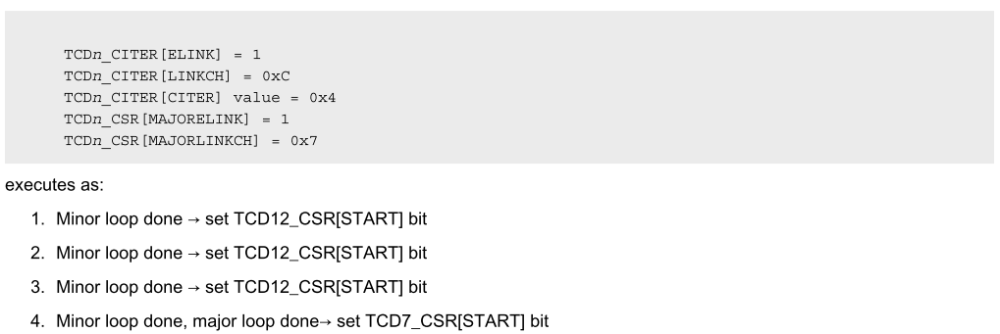 TCDn_CITER[ELINK] = 1
TCDn_CITER[LINKCH] = 0xC
TCDn_CITER[CITER] value = 0x4
TCDn_CSR[MAJORELINK] = 1
TCDn_CSR[MAJORLINKCH] = 0x7
executes as:
1. Minor loop done → set TCD12_CSR[START] bit
2. Minor loop done → set TCD12_CSR[START] bit
3. Minor loop done → set TCD12_CSR[START] bit
4. Minor loop done, major loop done→ set TCD7_CSR[START] bit